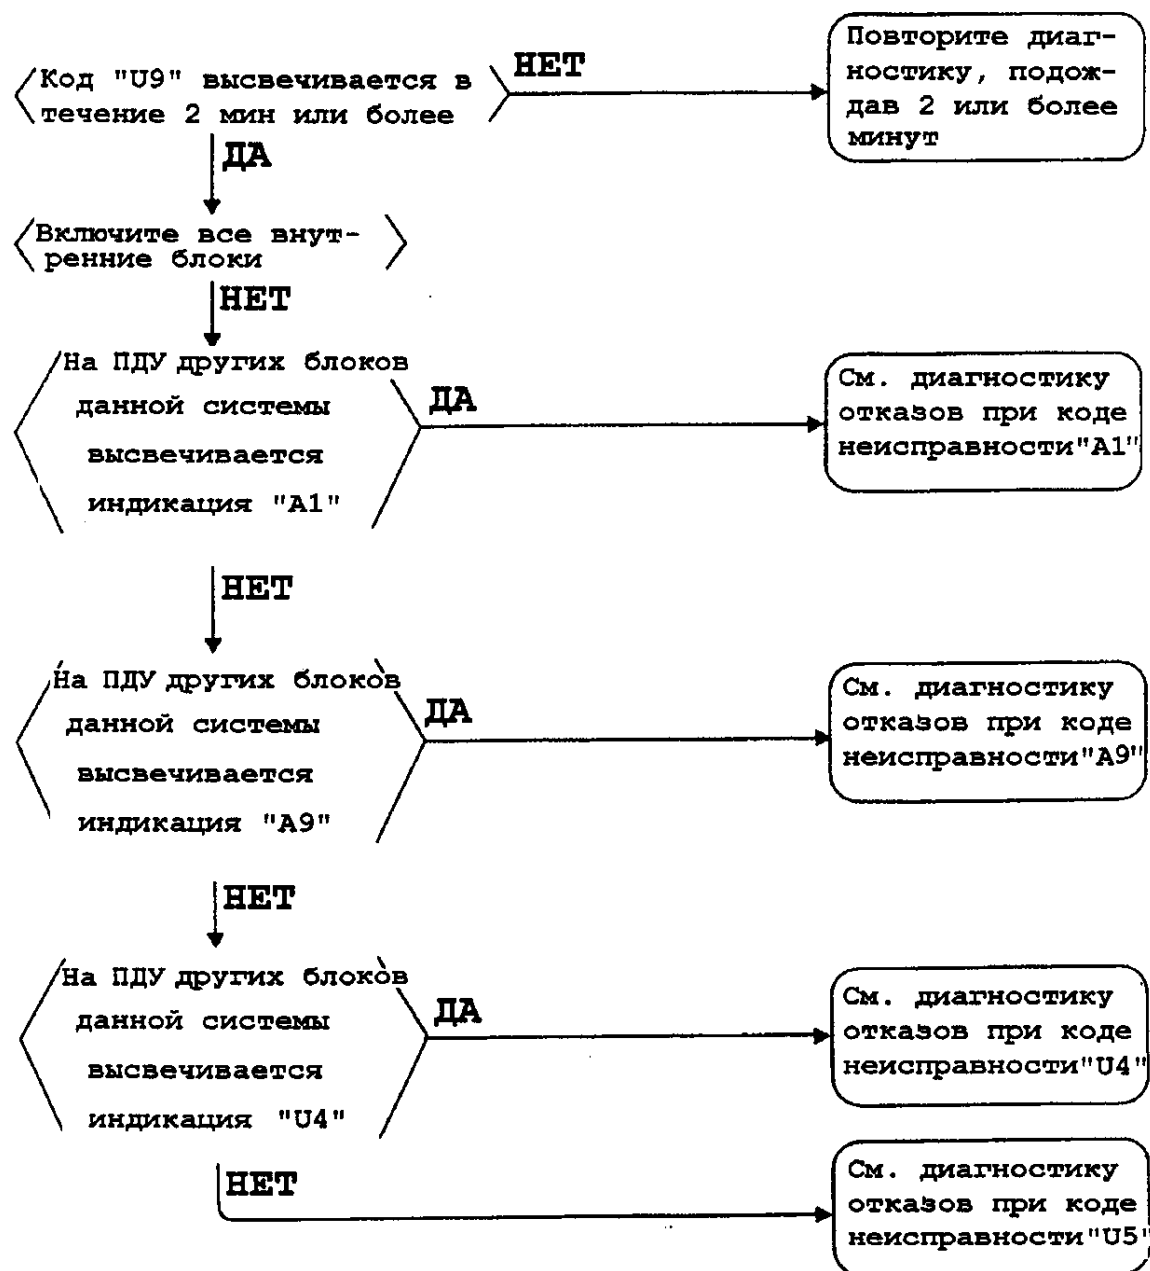 Код "U9" высвечивается в
течение 2 мин или более
НЕТ
Повторите диаг-
ностику, подож-
дав 2 или более
минут
ДА
Включите все внут-
ренние блоки
НЕТ
На ПДУ других блоков
данной системы
высвечивается
индикация "A1"
ДА
См. диагностику
отказов при коде
неисправности"A1"
НЕТ
На ПДУ других блоков
данной системы
высвечивается
индикация "A9"
ДА
См. диагностику
отказов при коде
неисправности"A9"
НЕТ
На ПДУ других блоков
данной системы
высвечивается
индикация "U4"
ДА
См. диагностику
отказов при коде
неисправности"U4"
НЕТ
См. диагностику
отказов при коде
неисправности"U5"